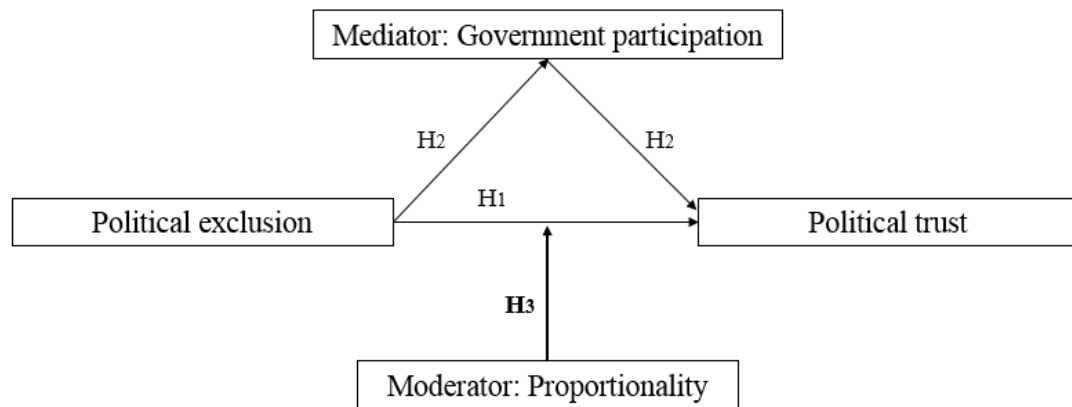 Mediator: Government participation
H2
H2
H1
Political exclusion
Political trust
H3
Moderator: Proportionality